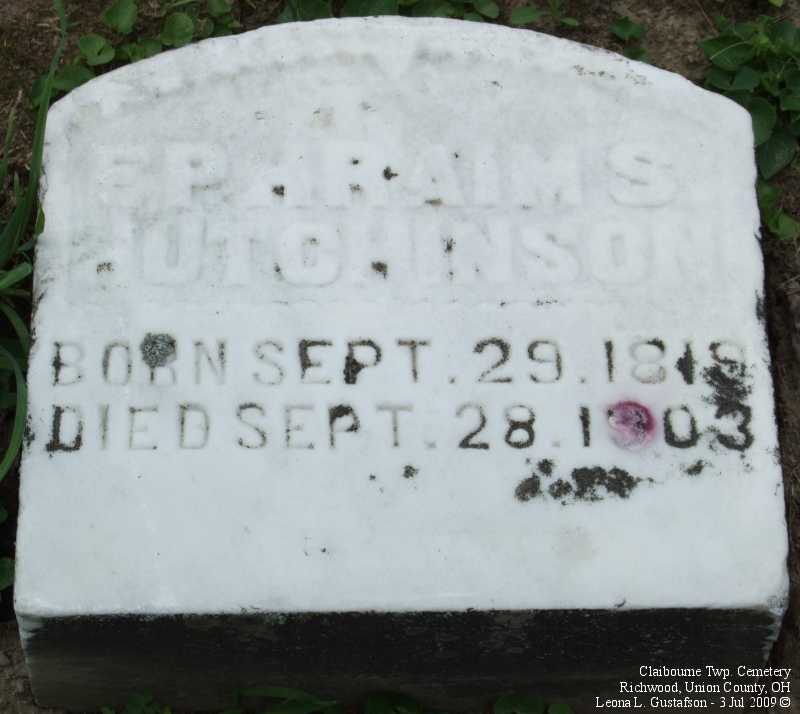 EPHRAIM S.
HUTCHINSON
BORN SEPT. 29. 1819
DIED SEPT. 28. 1903
Claibourne Twp. Cemetery
Richwood, Union County, OH
Leona L. Gustafson - 3 Jul 2009 ©